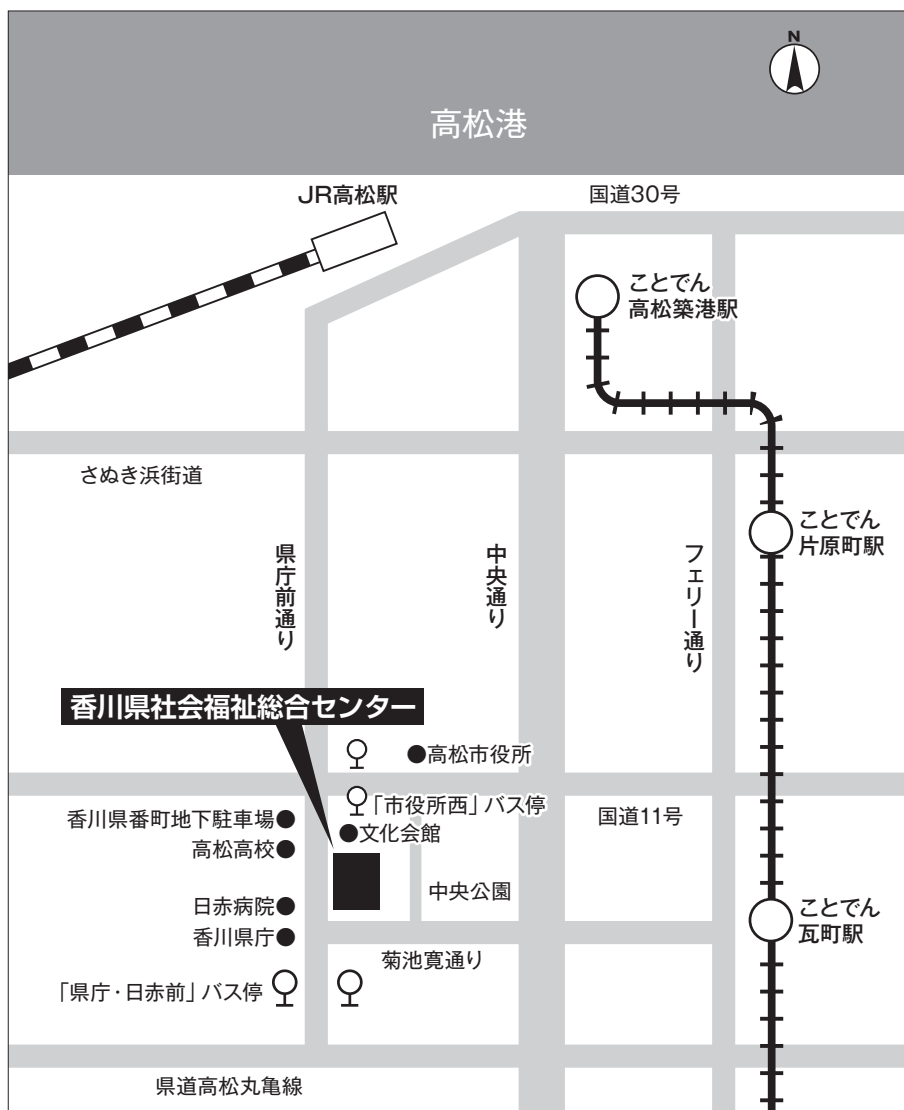 N
高松港
JR高松駅
国道30号
ことでん
高松築港駅
さぬき浜街道
ことでん
片原町駅
県庁前通り
中央通り
フェリー通り
香川県社会福祉総合センター
●高松市役所
「市役所西」バス停
国道11号
香川県番町地下駐車場●
●文化会館
高松高校●
中央公園
日赤病院●
香川県庁●
ことでん
瓦町駅
菊池寛通り
「県庁・日赤前」バス停
県道高松丸亀線